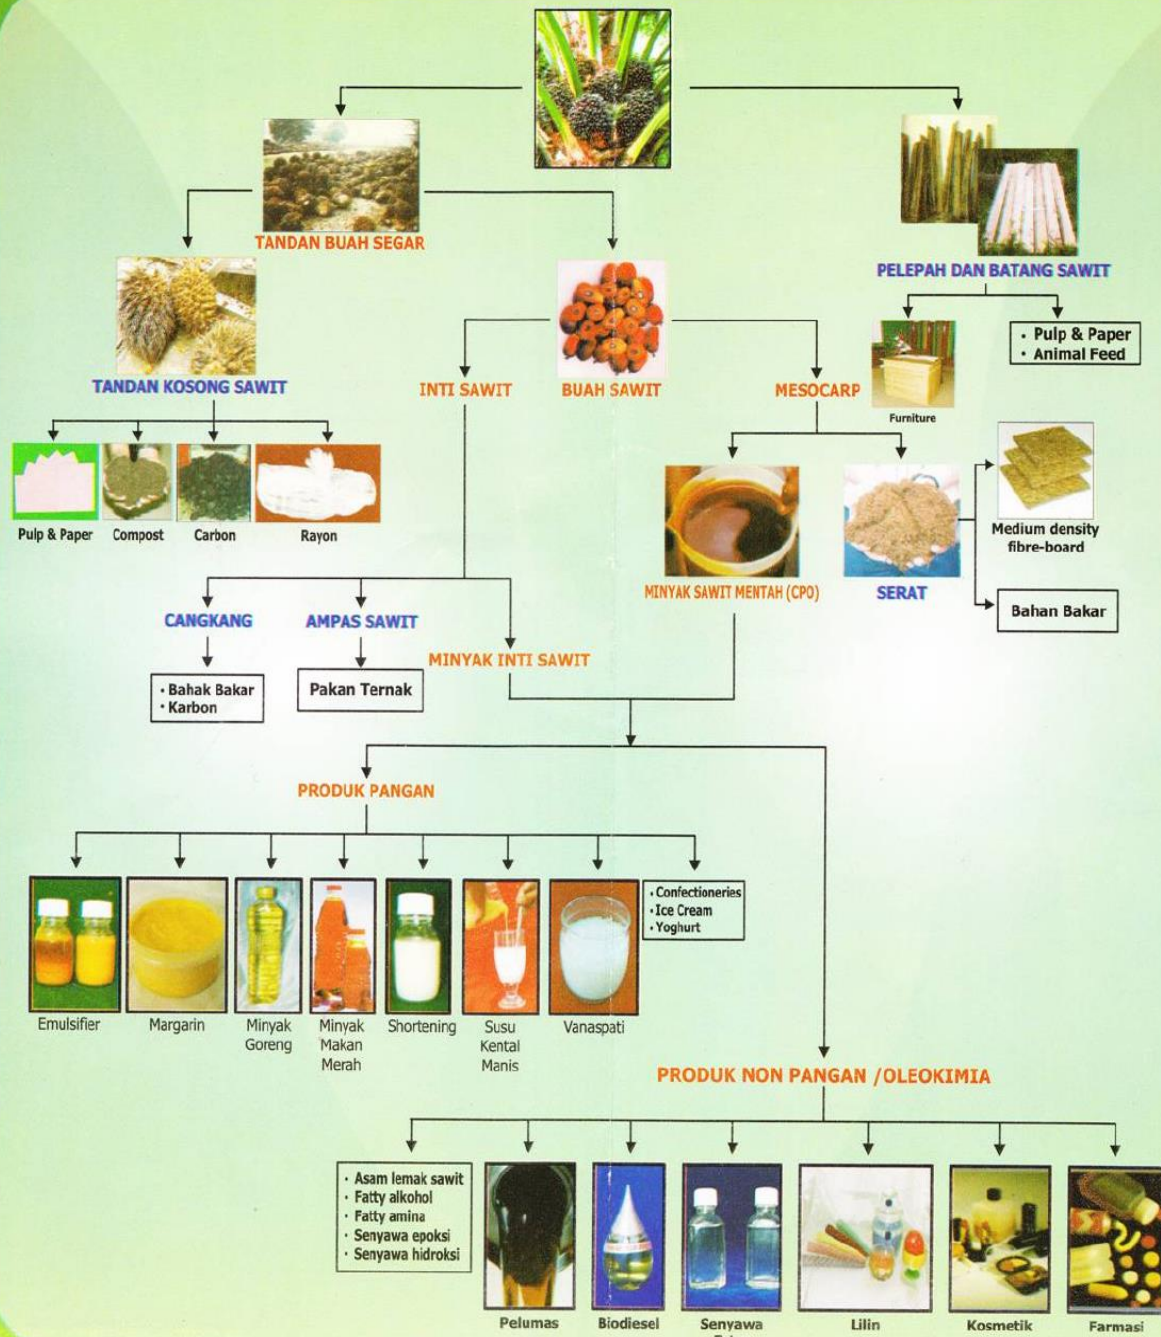 TANDAN BUAH SEGAR
PELEPAH DAN BATANG SAWIT
· Pulp & Paper
· Animal Feed
Furniture
TANDAN KOSONG SAWIT
INTI SAWIT
BUAH SAWIT
MESOCARP
Pulp & Paper
Compost
Carbon
Rayon
Medium density
fibre-board
MINYAK SAWIT MENTAH (CPO)
SERAT
Bahan Bakar
CANGKANG
AMPAS SAWIT
MINYAK INTI SAWIT
· Bahak Bakar
· Karbon
Pakan Ternak
PRODUK PANGAN
· Confectioneries
· Ice Cream
· Yoghurt
Emulsifier
Margarin
Minyak
Goreng
Minyak
Makan
Merah
Shortening
Susu
Kental
Manis
Vanaspati
PRODUK NON PANGAN /OLEOKIMIA
· Asam lemak sawit
· Fatty alkohol
· Fatty amina
· Senyawa epoksi
· Senyawa hidroksi
Pelumas
Biodiesel
Senyawa
Lilin
Kosmetik
Farmasi